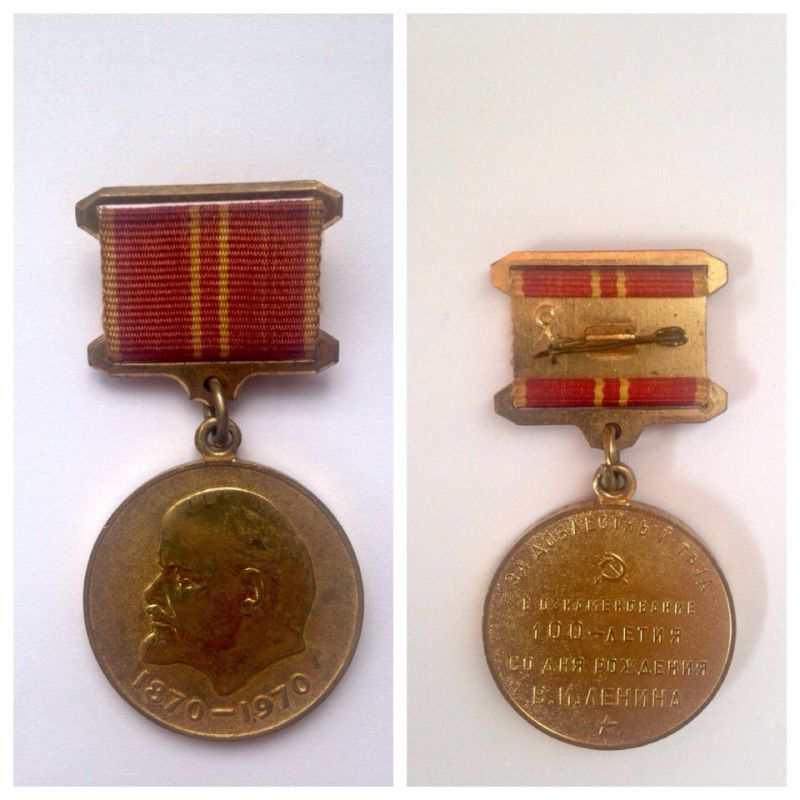 1870–1970
ЗА ДОБЛЕСТНЫЙ ТРУД
В ОЗНАМЕНОВАНИЕ
100–ЛЕТИЯ
СО ДНЯ РОЖДЕНИЯ
В.И.ЛЕНИНА